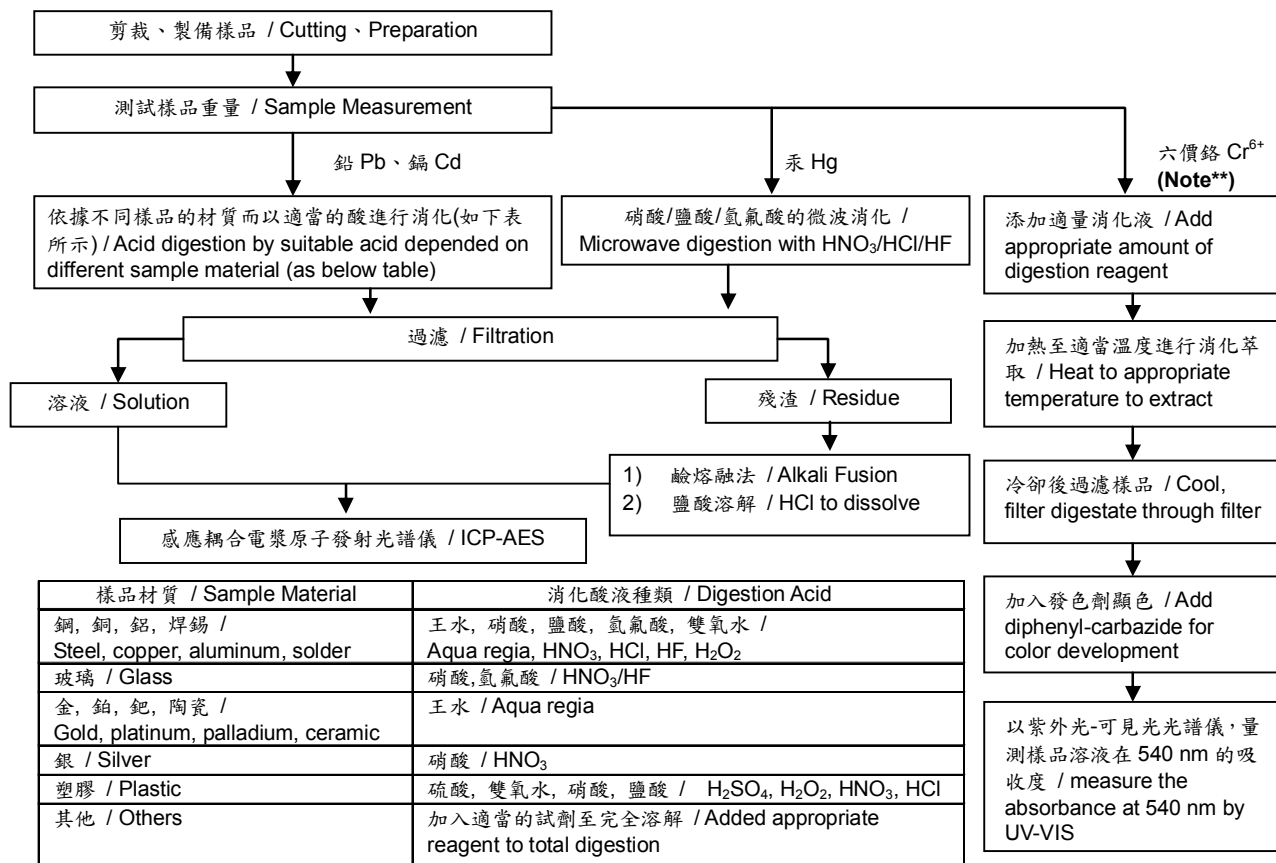 剪裁、製備樣品 / Cutting、Preparation
測試樣品重量 / Sample Measurement
鉛 Pb、鎘 Cd
汞 Hg
六價鉻 Cr6+
(Note**)
依據不同樣品的材質而以適當的酸進行消化(如下表
所示) / Acid digestion by suitable acid depended on
different sample material (as below table)
硝酸/鹽酸/氫氟酸的微波消化 /
Microwave digestion with HNO3/HCl/HF
添加適量消化液 / Add
appropriate amount of
digestion reagent
過濾 / Filtration
加熱至適當溫度進行消化萃
取 / Heat to appropriate
temperature to extract
溶液 / Solution
殘渣 / Residue
1) 鹼熔融法 / Alkali Fusion
2) 鹽酸溶解 / HCl to dissolve
冷卻後過濾樣品 / Cool,
filter digestate through filter
感應耦合電漿原子發射光譜儀 / ICP-AES
加入發色劑顯色 / Add
diphenyl-carbazide for
color development
以紫外光-可見光光譜儀,量
測樣品溶液在 540 nm 的吸
收度 / measure the
absorbance at 540 nm by
UV-VIS
樣品材質 / Sample Material
消化酸液種類 / Digestion Acid
鋼, 銅, 鋁, 焊錫 /
Steel, copper, aluminum, solder
王水, 硝酸, 鹽酸, 氫氟酸, 雙氧水 /
Aqua regia, HNO3, HCl, HF, H2O2
玻璃 / Glass
硝酸,氫氟酸 / HNO3/HF
金, 鉑, 鈀, 陶瓷 /
Gold, platinum, palladium, ceramic
王水 / Aqua regia
銀 / Silver
硝酸 / HNO3
塑膠 / Plastic
硫酸, 雙氧水, 硝酸, 鹽酸 / H2SO4, H2O2, HNO3, HCl
其他 / Others
加入適當的試劑至完全溶解 / Added appropriate
reagent to total digestion